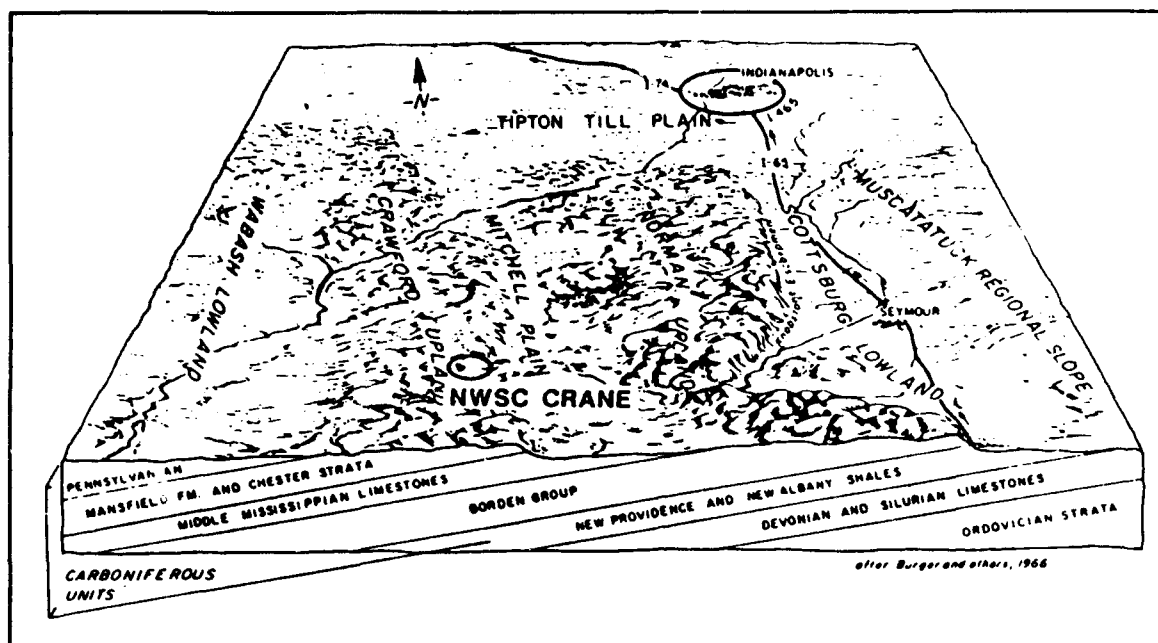 INDIANAPOLIS
-N-
I-74
I-465
TIPTON TILL PLAIN
I-65
MUSCATATUCK REGIONAL SLOPE
WABASH LOWLAND
CRAWFORD UPLAND
MITCHELL PLAIN
NORMAN UPLAND
SCOTTSBURG LOWLAND
SEYMOUR
NWSC CRANE
MANSFIELD FM. AND CHESTER STRATA
MIDDLE MISSISSIPPIAN LIMESTONES
BORDEN GROUP
NEW PROVIDENCE AND NEW ALBANY SHALES
DEVONIAN AND SILURIAN LIMESTONES
ORDOVICIAN STRATA
CARBONIFEROUS
UNITS
after Burger and others, 1966